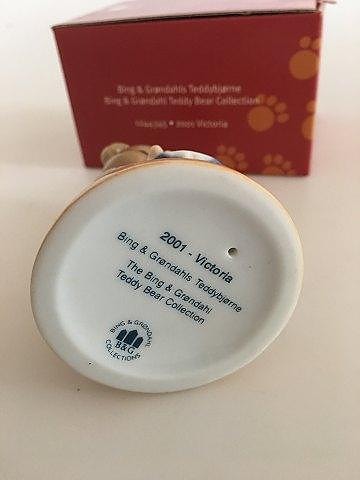 Bing & Grøndahls Teddybjørne
Bing & Grøndahl Teddy Bear Collection
2001 Victoria
2001 - Victoria
Bing & Grøndahls Teddybjørne
The Bing & Grøndahl
Teddy Bear Collection
BING & GRØNDAHL
B&G
COLLECTIONS